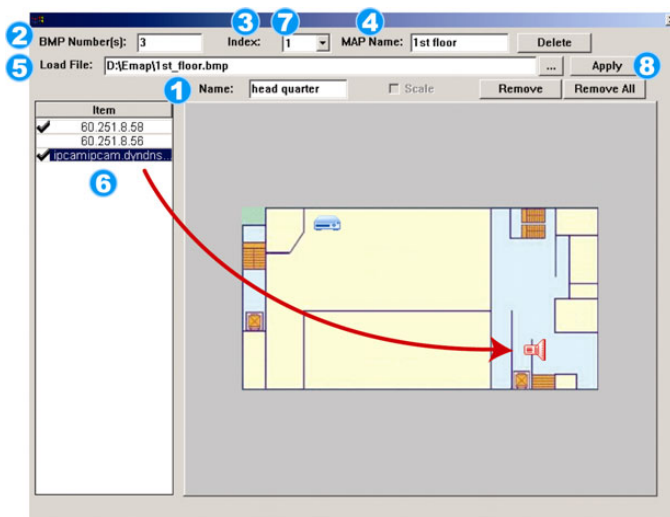 3 7 4
2 BMP Number(s): 3 Index: 1 MAP Name: 1st floor Delete
5 Load File: D:\Emap\1st_floor.bmp ... Apply 8
1 Name: head quarter Scale Remove Remove All
Item
60.251.8.58
60.251.8.56
ipcamipcam.dyndns...
6